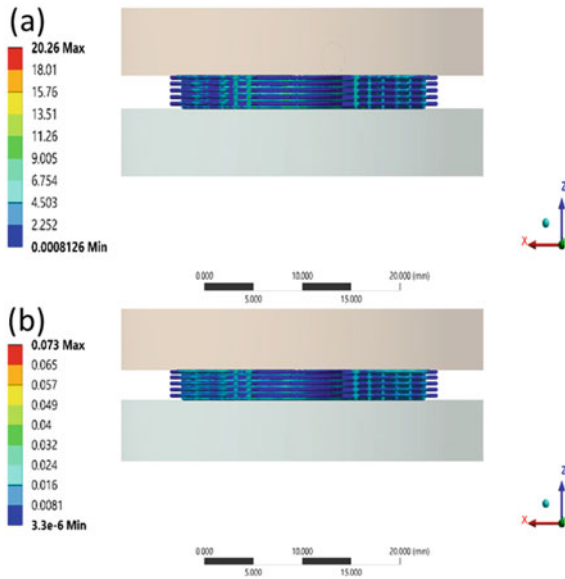 (a)
20.26 Max
18.01
15.76
13.51
11.26
9.005
6.754
4.503
2.252
0.0008126 Min
Z
X
0.000 10.000 20.000 (mm)
5.000 15.000
(b)
0.073 Max
0.065
0.057
0.049
0.04
0.032
0.024
0.016
0.0081
3.3e-6 Min
Z
X
0.000 10.000 20.000 (mm)
5.000 15.000